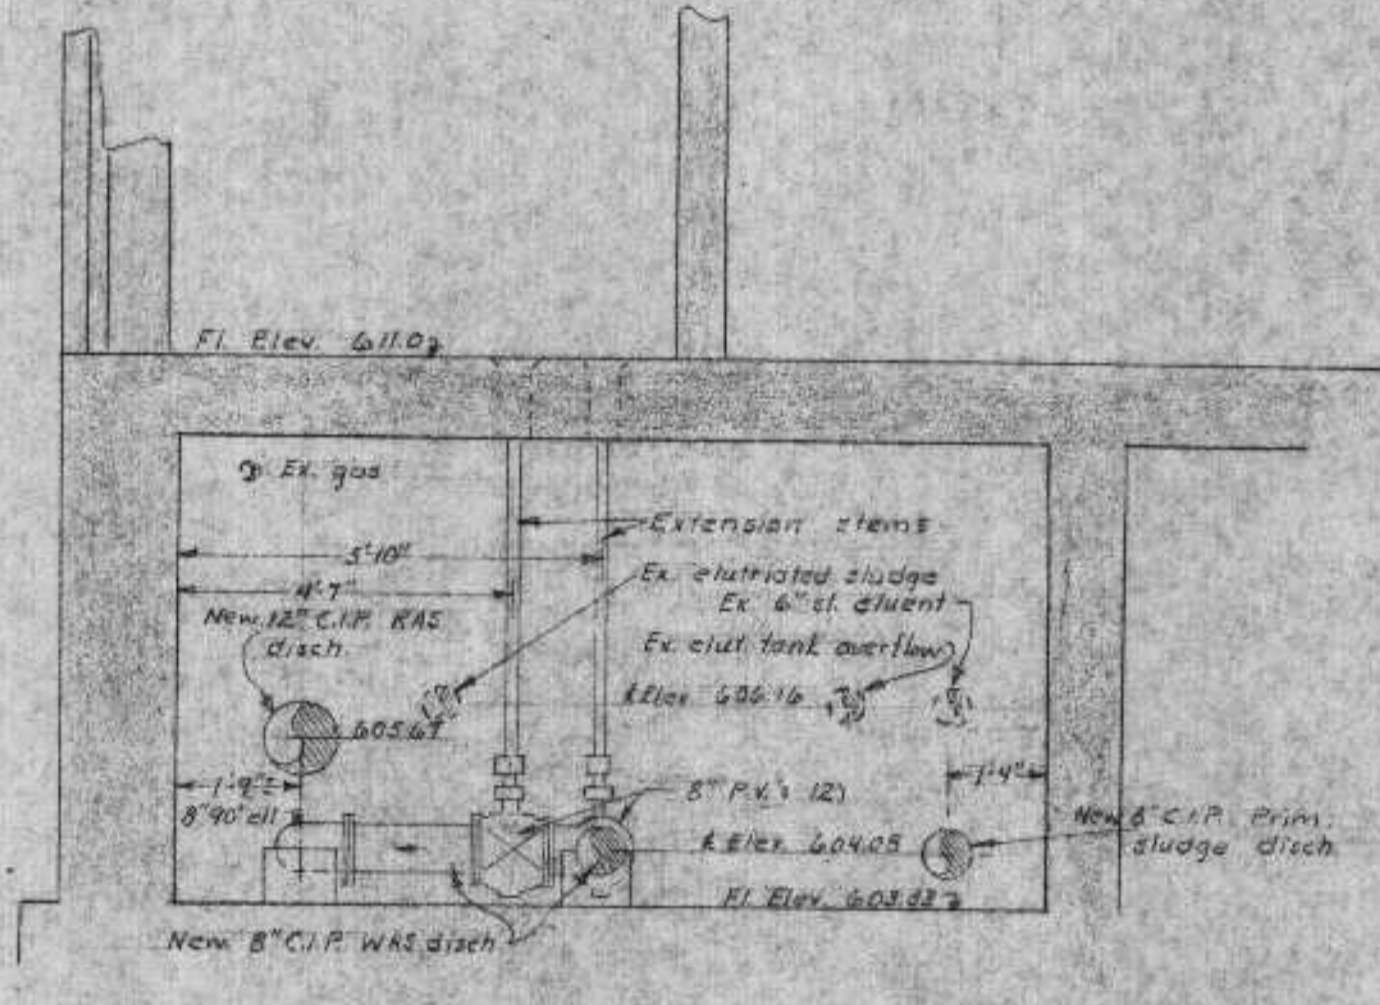 Fl. Elev. 611.0
Ex. gas
Extension stems
5'-10"
Ex. elutriated sludge
4'-7"
Ex. 6" el. eluent
New 12" C.I.P. RAS
disch.
Ex. elut. tank overflow
℄ Elev. 606.16
605.67
1'-9"±
1'-4"
8" P.V.'s (2)
8" 90° ell
New 6" C.I.P. Prim.
sludge disch.
℄ Elev. 604.08
Fl. Elev. 603.33
New 8" C.I.P. WAS disch